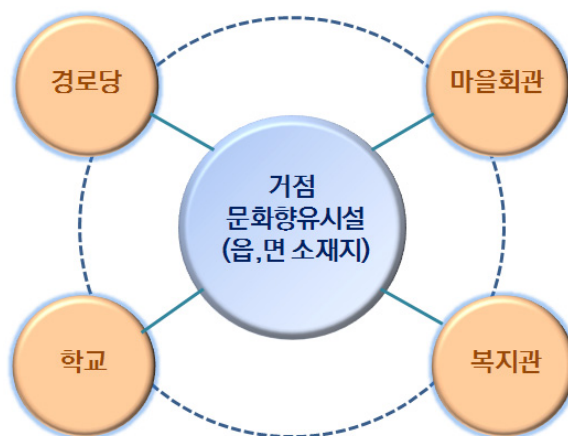 경로당
마을회관
거점
문화향유시설
(읍,면 소재지)
학교
복지관